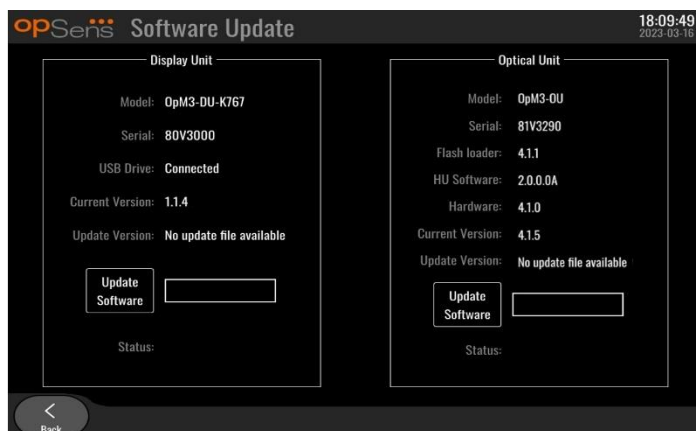 opSens Software Update
18:09:49
2023-03-16
Display Unit
Model: OpM3-DU-K767
Serial: 80V3000
USB Drive: Connected
Current Version: 1.1.4
Update Version: No update file available
Update
Software
Status:
Optical Unit
Model: OpM3-OU
Serial: 81V3290
Flash loader: 4.1.1
HU Software: 2.0.0.0A
Hardware: 4.1.0
Current Version: 4.1.5
Update Version: No update file available
Update
Software
Status:
Back